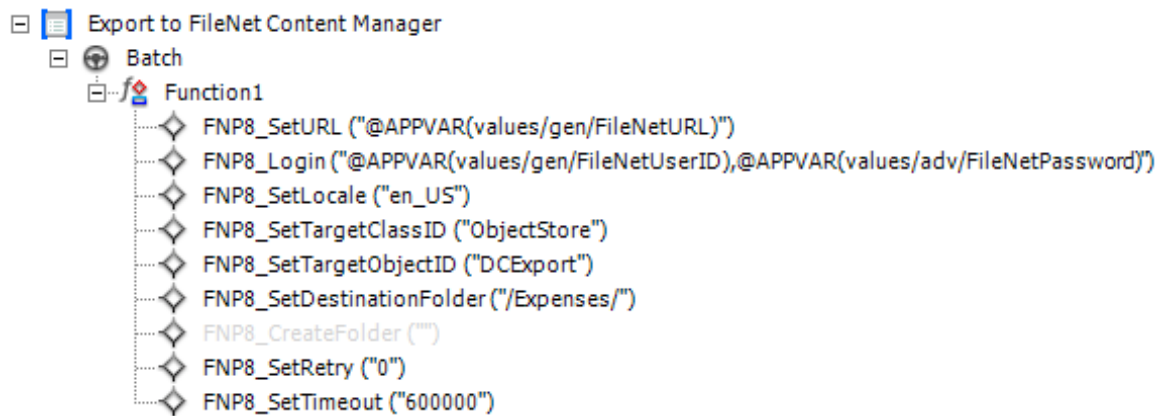 Export to FileNet Content Manager
Batch
Function1
FNP8_SetURL ("@APPVAR(values/gen/FileNetURL)")
FNP8_Login ("@APPVAR(values/gen/FileNetUserID),@APPVAR(values/adv/FileNetPassword)")
FNP8_SetLocale ("en_US")
FNP8_SetTargetClassID ("ObjectStore")
FNP8_SetTargetObjectID ("DCExport")
FNP8_SetDestinationFolder ("/Expenses/")
FNP8_CreateFolder ("")
FNP8_SetRetry ("0")
FNP8_SetTimeout ("600000")